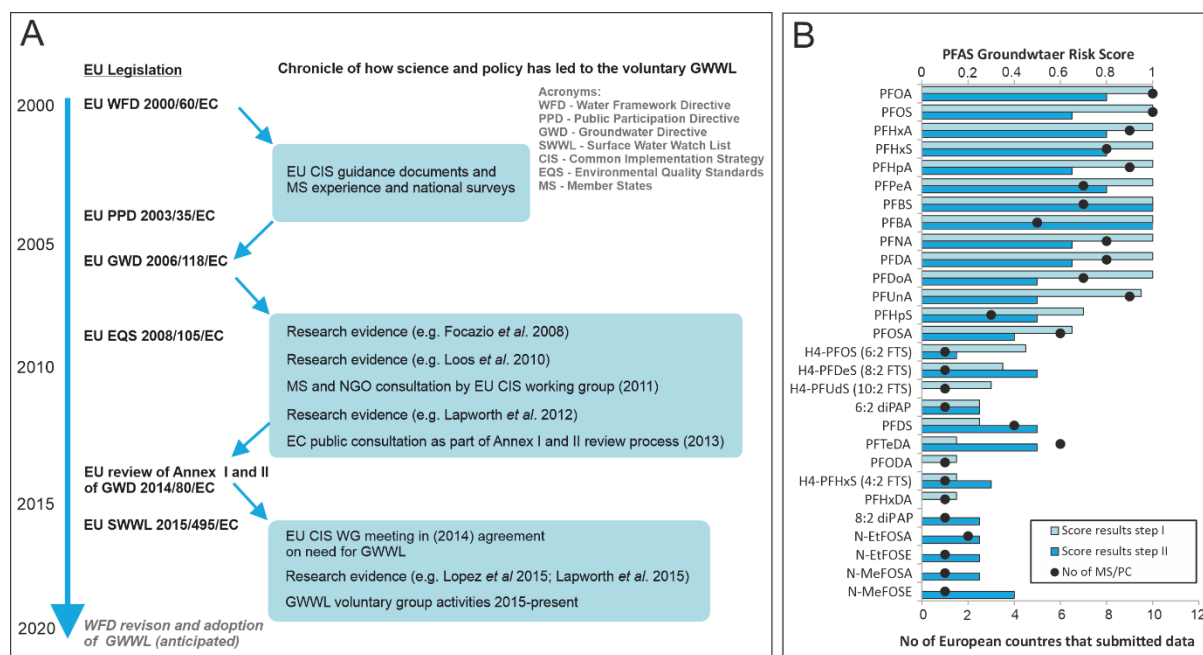 A
EU Legislation
Chronicle of how science and policy has led to the voluntary GWWL
Acronyms:
WFD - Water Framework Directive
PPD - Public Participation Directive
GWD - Groundwater Directive
SWWL - Surface Water Watch List
CIS - Common Implementation Strategy
EQS - Environmental Quality Standards
MS - Member States
2000
EU WFD 2000/60/EC
EU CIS guidance documents and
MS experience and national surveys
EU PPD 2003/35/EC
2005
EU GWD 2006/118/EC
EU EQS 2008/105/EC
Research evidence (e.g. Focazio et al. 2008)
2010
Research evidence (e.g. Loos et al. 2010)
MS and NGO consultation by EU CIS working group (2011)
Research evidence (e.g. Lapworth et al. 2012)
EC public consultation as part of Annex I and II review process (2013)
EU review of Annex I and II
of GWD 2014/80/EC
2015
EU SWWL 2015/495/EC
EU CIS WG meeting in (2014) agreement
on need for GWWL
Research evidence (e.g. Lopez et al 2015; Lapworth et al. 2015)
GWWL voluntary group activities 2015-present
2020
WFD revison and adoption
of GWWL (anticipated)
B
PFAS Groundwtaer Risk Score
0 0.2 0.4 0.6 0.8 1
PFOA
PFOS
PFHxA
PFHxS
PFHpA
PFPeA
PFBS
PFBA
PFNA
PFDA
PFDoA
PFUnA
PFHpS
PFOSA
H4-PFOS (6:2 FTS)
H4-PFDeS (8:2 FTS)
H4-PFUdS (10:2 FTS)
6:2 diPAP
PFDS
PFTeDA
PFODA
H4-PFHxS (4:2 FTS)
PFHxDA
8:2 diPAP
N-EtFOSA
N-EtFOSE
N-MeFOSA
N-MeFOSE
Score results step I
Score results step II
No of MS/PC
0 2 4 6 8 10 12
No of European countres that submitted data